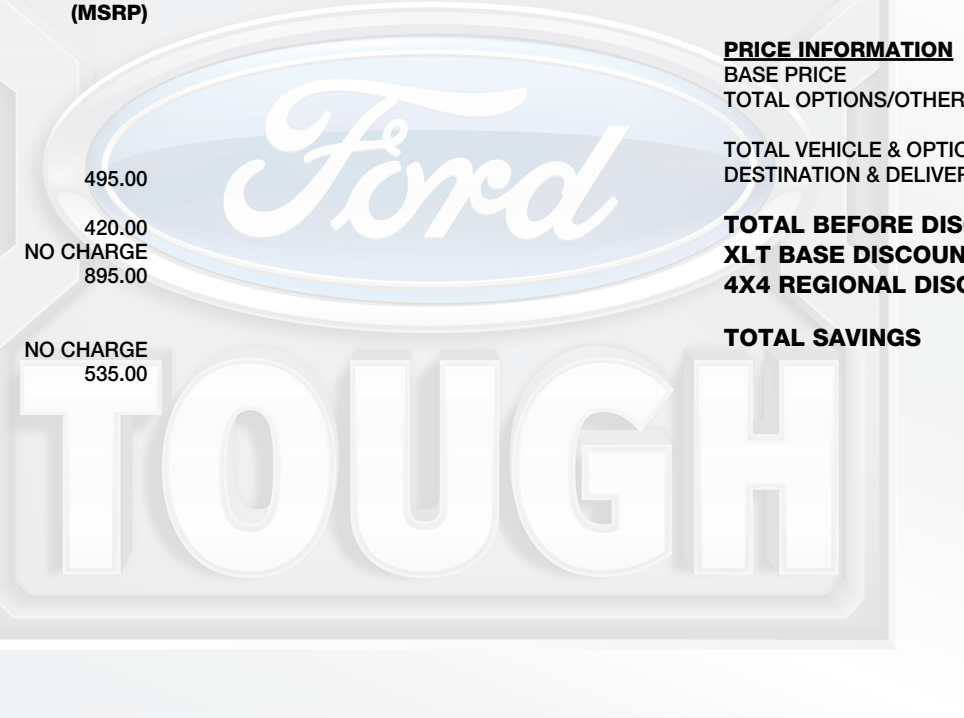 (MSRP)
495.00
420.00
NO CHARGE
895.00
NO CHARGE
535.00
PRICE INFORMATION
BASE PRICE
TOTAL OPTIONS/OTHER
TOTAL VEHICLE & OPTIO
DESTINATION & DELIVER
TOTAL BEFORE DIS
XLT BASE DISCOUN
4X4 REGIONAL DISC
TOTAL SAVINGS
Ford
TOUGH